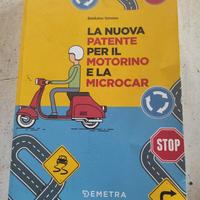 LA NUOVA
PATENTE
PER IL
MOTORINO
E LA
MICROCAR
STOP
DEMETRA